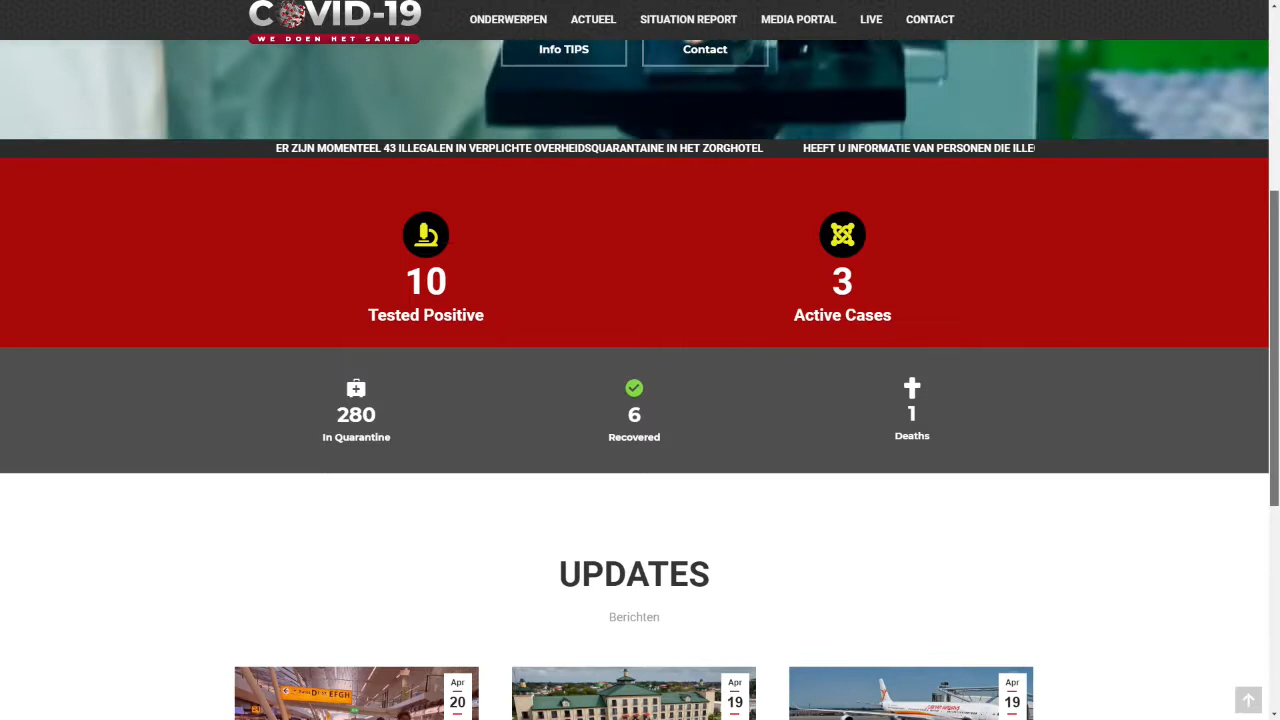 COVID-19
WE DOEN HET SAMEN
ONDERWERPEN ACTUEEL SITUATION REPORT MEDIA PORTAL LIVE CONTACT
Info TIPS Contact
ER ZIJN MOMENTEEL 43 ILLEGALEN IN VERPLICHTE OVERHEIDSQUARANTAINE IN HET ZORGHOTEL HEEFT U INFORMATIE VAN PERSONEN DIE ILLE
10 3
Tested Positive Active Cases
280 6 1
In Quarantine Recovered Deaths
UPDATES
Berichten
Apr Apr Apr
20 19 19
EFGH